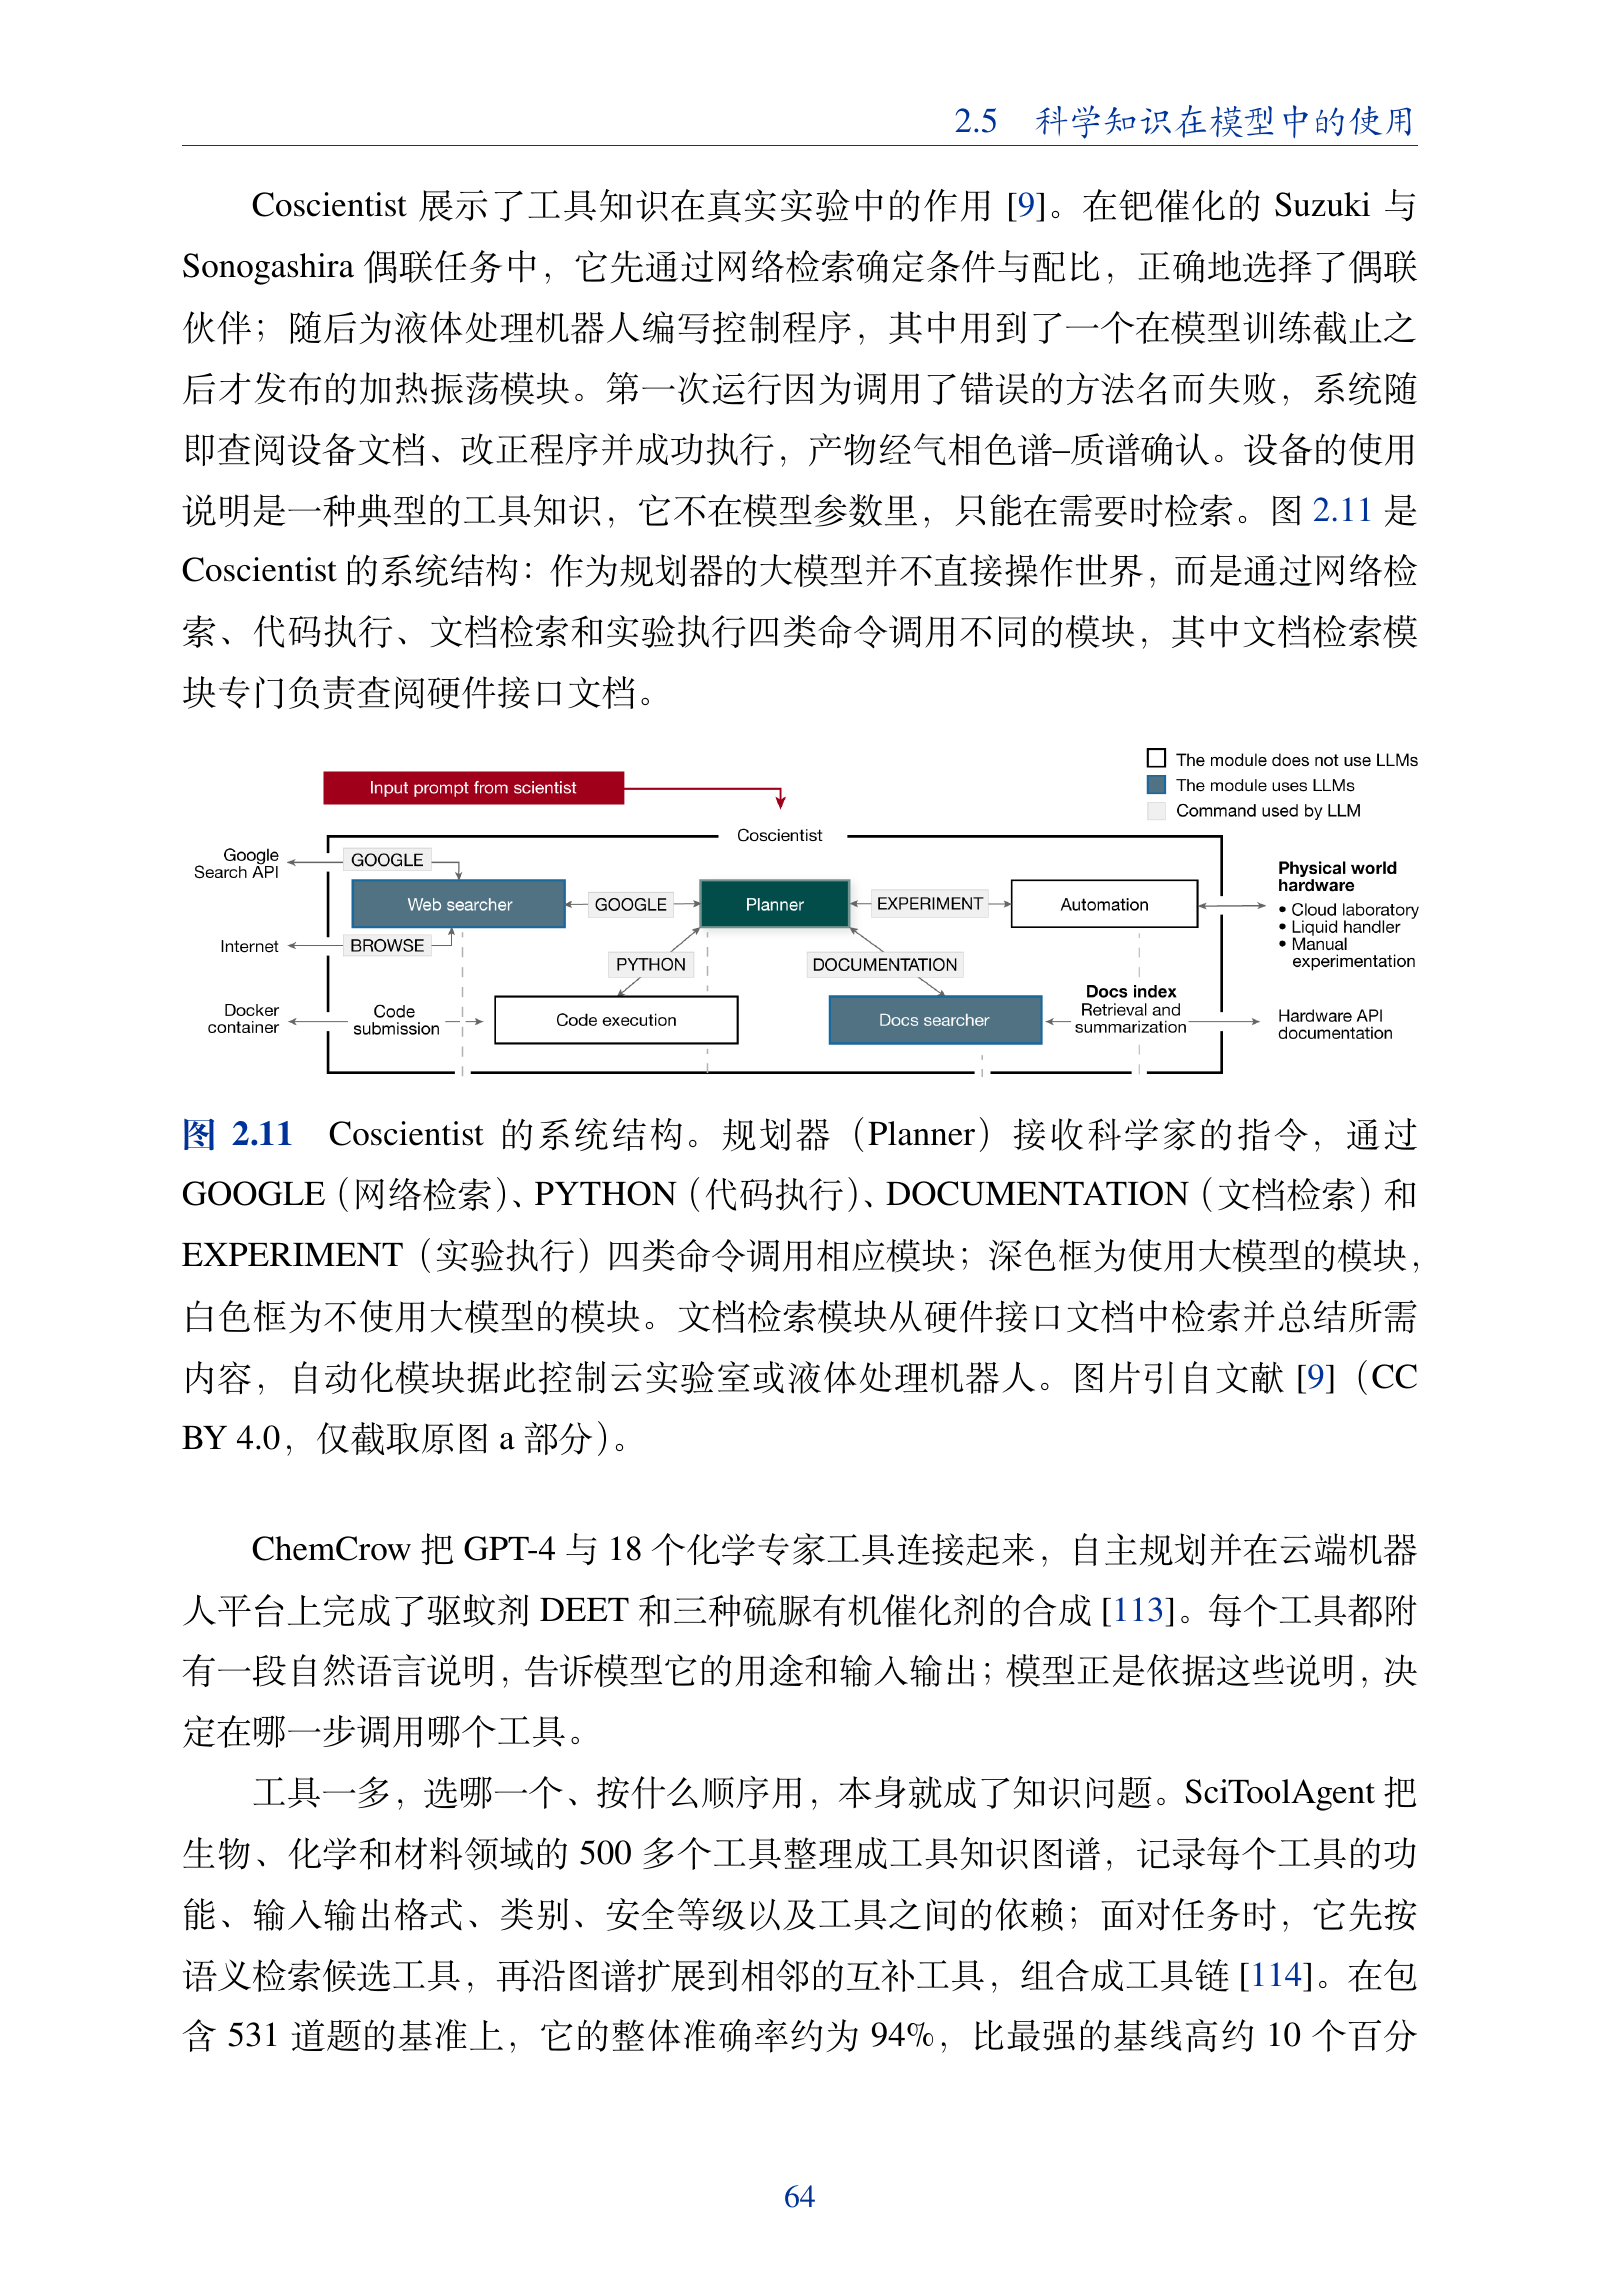 2.5 科学知识在模型中的使用
Coscientist 展示了工具知识在真实实验中的作用 [9]。在钯催化的 Suzuki 与
Sonogashira 偶联任务中，它先通过网络检索确定条件与配比，正确地选择了偶联
伙伴；随后为液体处理机器人编写控制程序，其中用到了一个在模型训练截止之
后才发布的加热振荡模块。第一次运行因为调用了错误的方法名而失败，系统随
即查阅设备文档、改正程序并成功执行，产物经气相色谱–质谱确认。设备的使用
说明是一种典型的工具知识，它不在模型参数里，只能在需要时检索。图 2.11 是
Coscientist 的系统结构：作为规划器的大模型并不直接操作世界，而是通过网络检
索、代码执行、文档检索和实验执行四类命令调用不同的模块，其中文档检索模
块专门负责查阅硬件接口文档。
The module does not use LLMs
The module uses LLMs
Command used by LLM
Input prompt from scientist
Coscientist
Google
Search API
GOOGLE
Web searcher
GOOGLE
Planner
EXPERIMENT
Automation
Physical world
hardware
• Cloud laboratory
• Liquid handler
• Manual
experimentation
Internet
BROWSE
PYTHON
DOCUMENTATION
Docker
container
Code
submission
Code execution
Docs searcher
Docs index
Retrieval and
summarization
Hardware API
documentation
图 2.11 Coscientist 的系统结构。规划器（Planner）接收科学家的指令，通过
GOOGLE（网络检索）、PYTHON（代码执行）、DOCUMENTATION（文档检索）和
EXPERIMENT（实验执行）四类命令调用相应模块；深色框为使用大模型的模块，
白色框为不使用大模型的模块。文档检索模块从硬件接口文档中检索并总结所需
内容，自动化模块据此控制云实验室或液体处理机器人。图片引自文献 [9]（CC
BY 4.0，仅截取原图 a 部分）。
ChemCrow 把 GPT-4 与 18 个化学专家工具连接起来，自主规划并在云端机器
人平台上完成了驱蚊剂 DEET 和三种硫脲有机催化剂的合成 [113]。每个工具都附
有一段自然语言说明，告诉模型它的用途和输入输出；模型正是依据这些说明，决
定在哪一步调用哪个工具。
工具一多，选哪一个、按什么顺序用，本身就成了知识问题。SciToolAgent 把
生物、化学和材料领域的 500 多个工具整理成工具知识图谱，记录每个工具的功
能、输入输出格式、类别、安全等级以及工具之间的依赖；面对任务时，它先按
语义检索候选工具，再沿图谱扩展到相邻的互补工具，组合成工具链 [114]。在包
含 531 道题的基准上，它的整体准确率约为 94%，比最强的基线高约 10 个百分
64